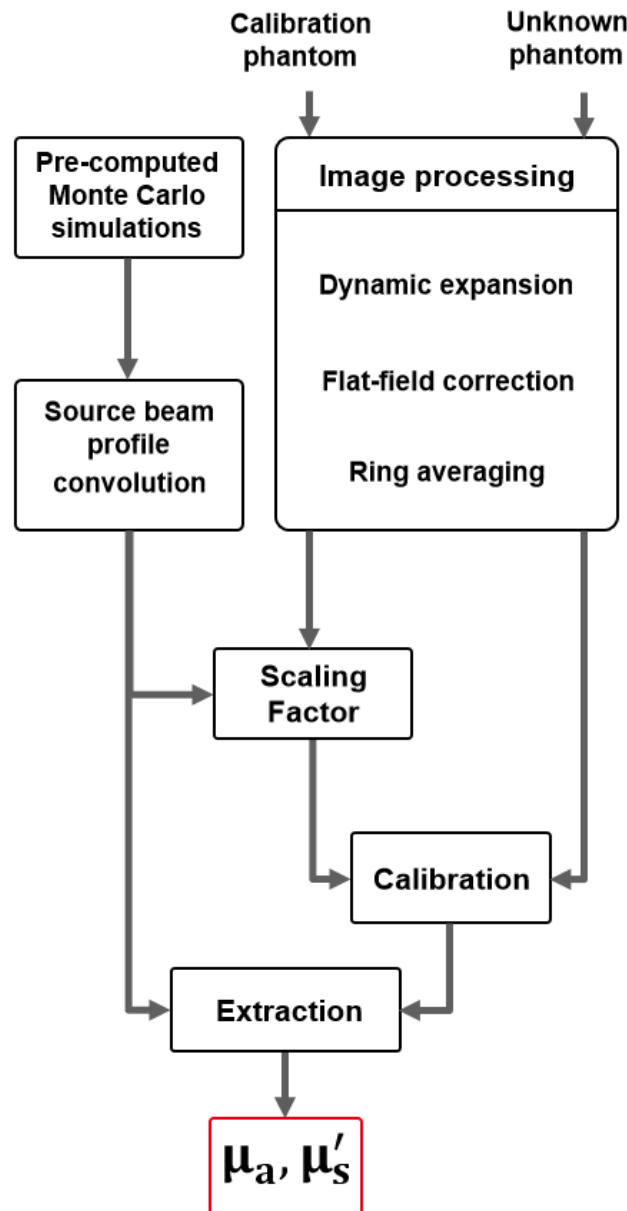 Calibration
phantom
Unknown
phantom
Pre-computed
Monte Carlo
simulations
Image processing
Dynamic expansion
Flat-field correction
Ring averaging
Source beam
profile
convolution
Scaling
Factor
Calibration
Extraction
μₐ, μₛ′